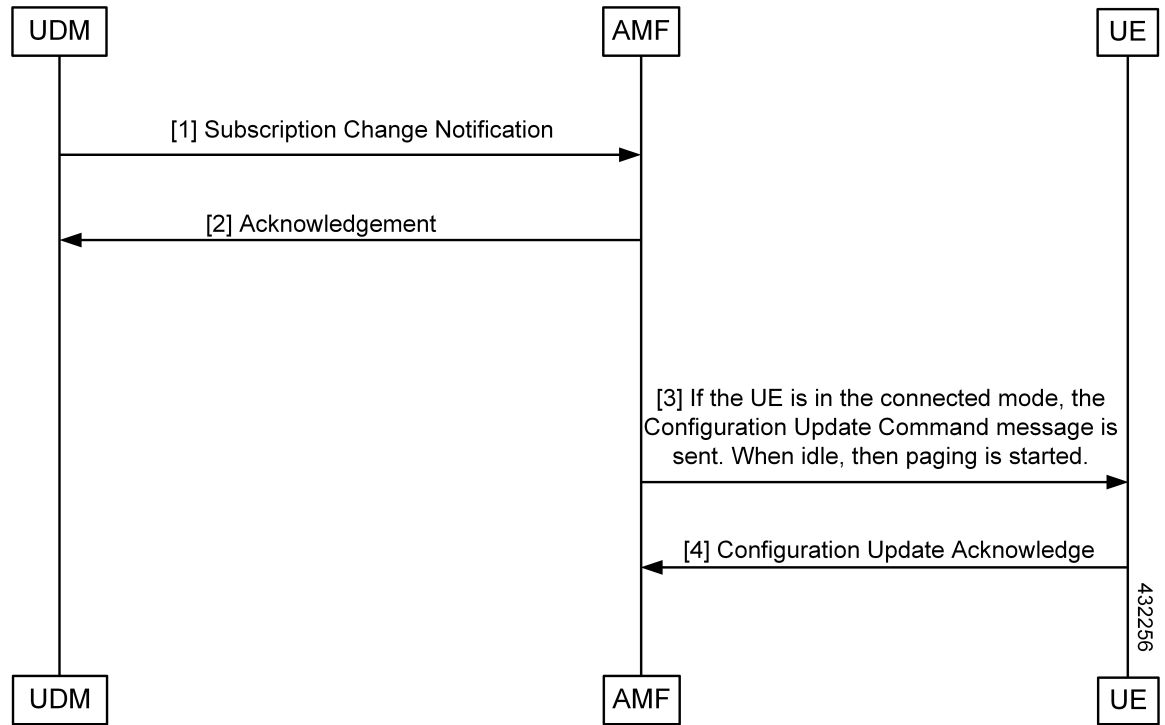 UDM
AMF
UE
[1] Subscription Change Notification
[2] Acknowledgement
[3] If the UE is in the connected mode, the
Configuration Update Command message is
sent. When idle, then paging is started.
[4] Configuration Update Acknowledge
432256
UDM
AMF
UE